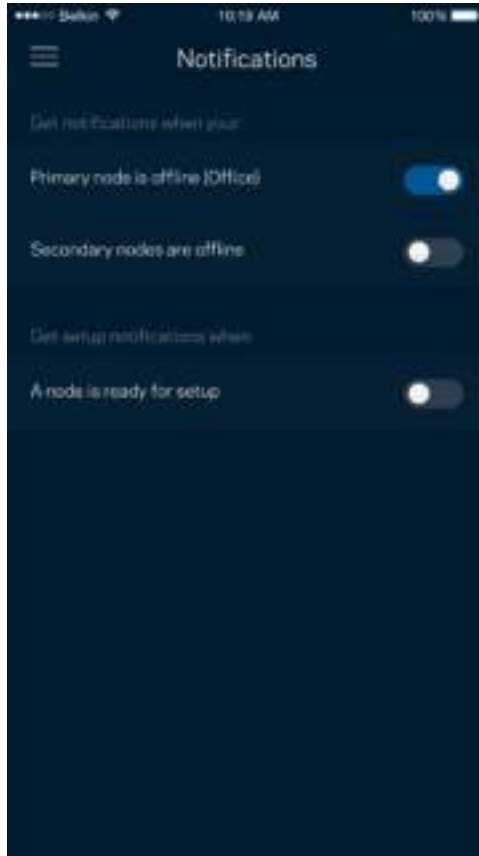 Belkin 10:19 AM 100%
Notifications
Get notifications when your:
Primary node is offline (Office)
Secondary nodes are offline
Get setup notifications when
A node is ready for setup